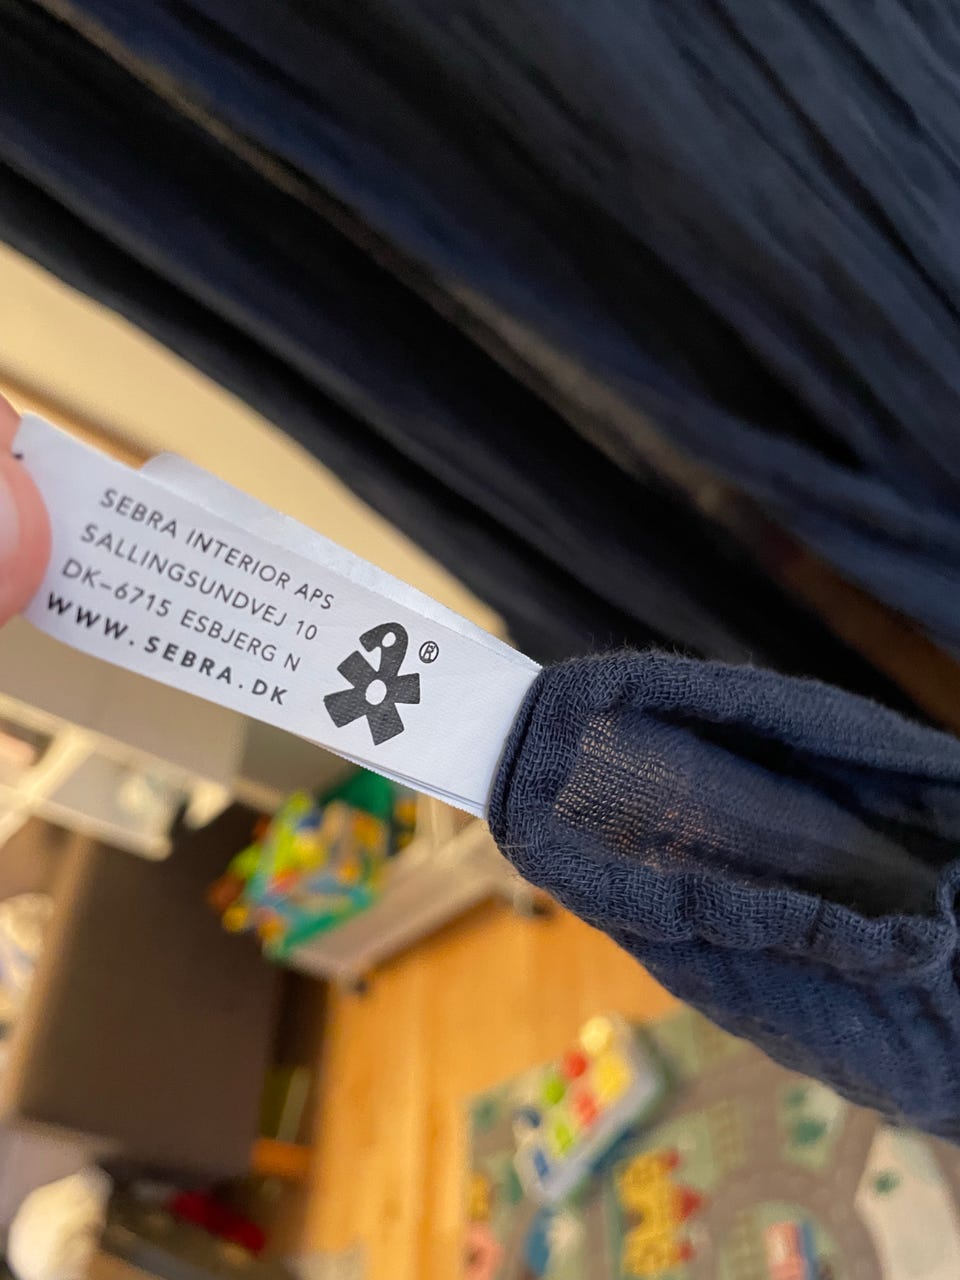 SEBRA INTERIOR APS
SALLINGSUNDVEJ 10
DK-6715 ESBJERG N
WWW.SEBRA.DK
®